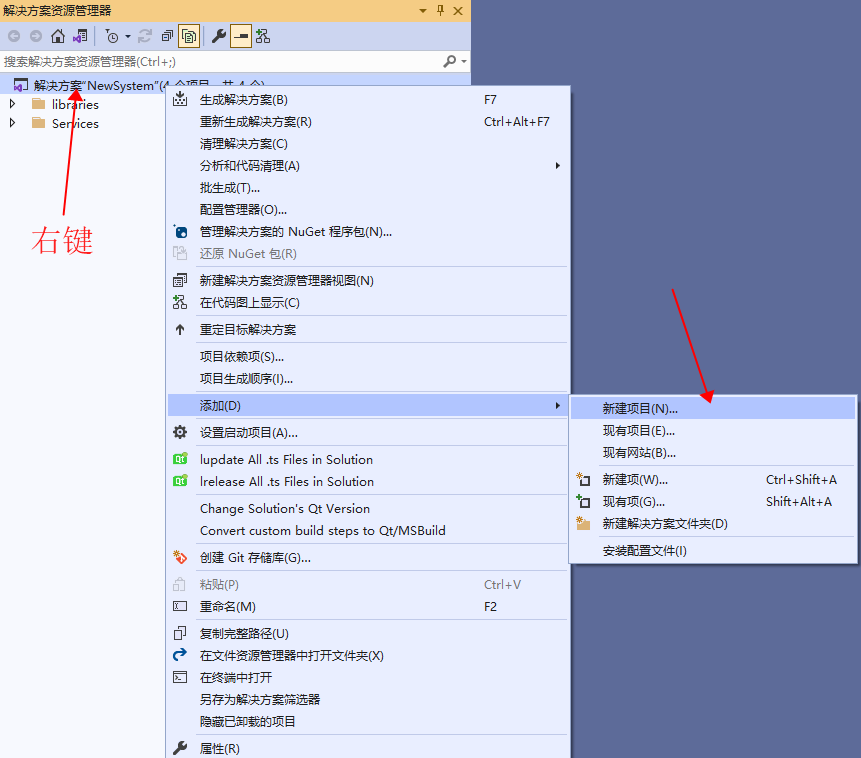 解决方案资源管理器
搜索解决方案资源管理器(Ctrl+;)
解决方案"NewSystem"(4 个项目，共 4 个)
libraries
Services
右键
生成解决方案(B) F7
重新生成解决方案(R) Ctrl+Alt+F7
清理解决方案(C)
分析和代码清理(A)
批生成(T)...
配置管理器(O)...
管理解决方案的 NuGet 程序包(N)...
还原 NuGet 包(R)
新建解决方案资源管理器视图(N)
在代码图上显示(C)
重定目标解决方案
项目依赖项(S)...
项目生成顺序(I)...
添加(D)
设置启动项目(A)...
lupdate All .ts Files in Solution
lrelease All .ts Files in Solution
Change Solution's Qt Version
Convert custom build steps to Qt/MSBuild
创建 Git 存储库(G)...
粘贴(P) Ctrl+V
重命名(M) F2
复制完整路径(U)
在文件资源管理器中打开文件夹(X)
在终端中打开
另存为解决方案筛选器
隐藏已卸载的项目
属性(R)
新建项目(N)...
现有项目(E)...
现有网站(B)...
新建项(W)... Ctrl+Shift+A
现有项(G)... Shift+Alt+A
新建解决方案文件夹(D)
安装配置文件(I)